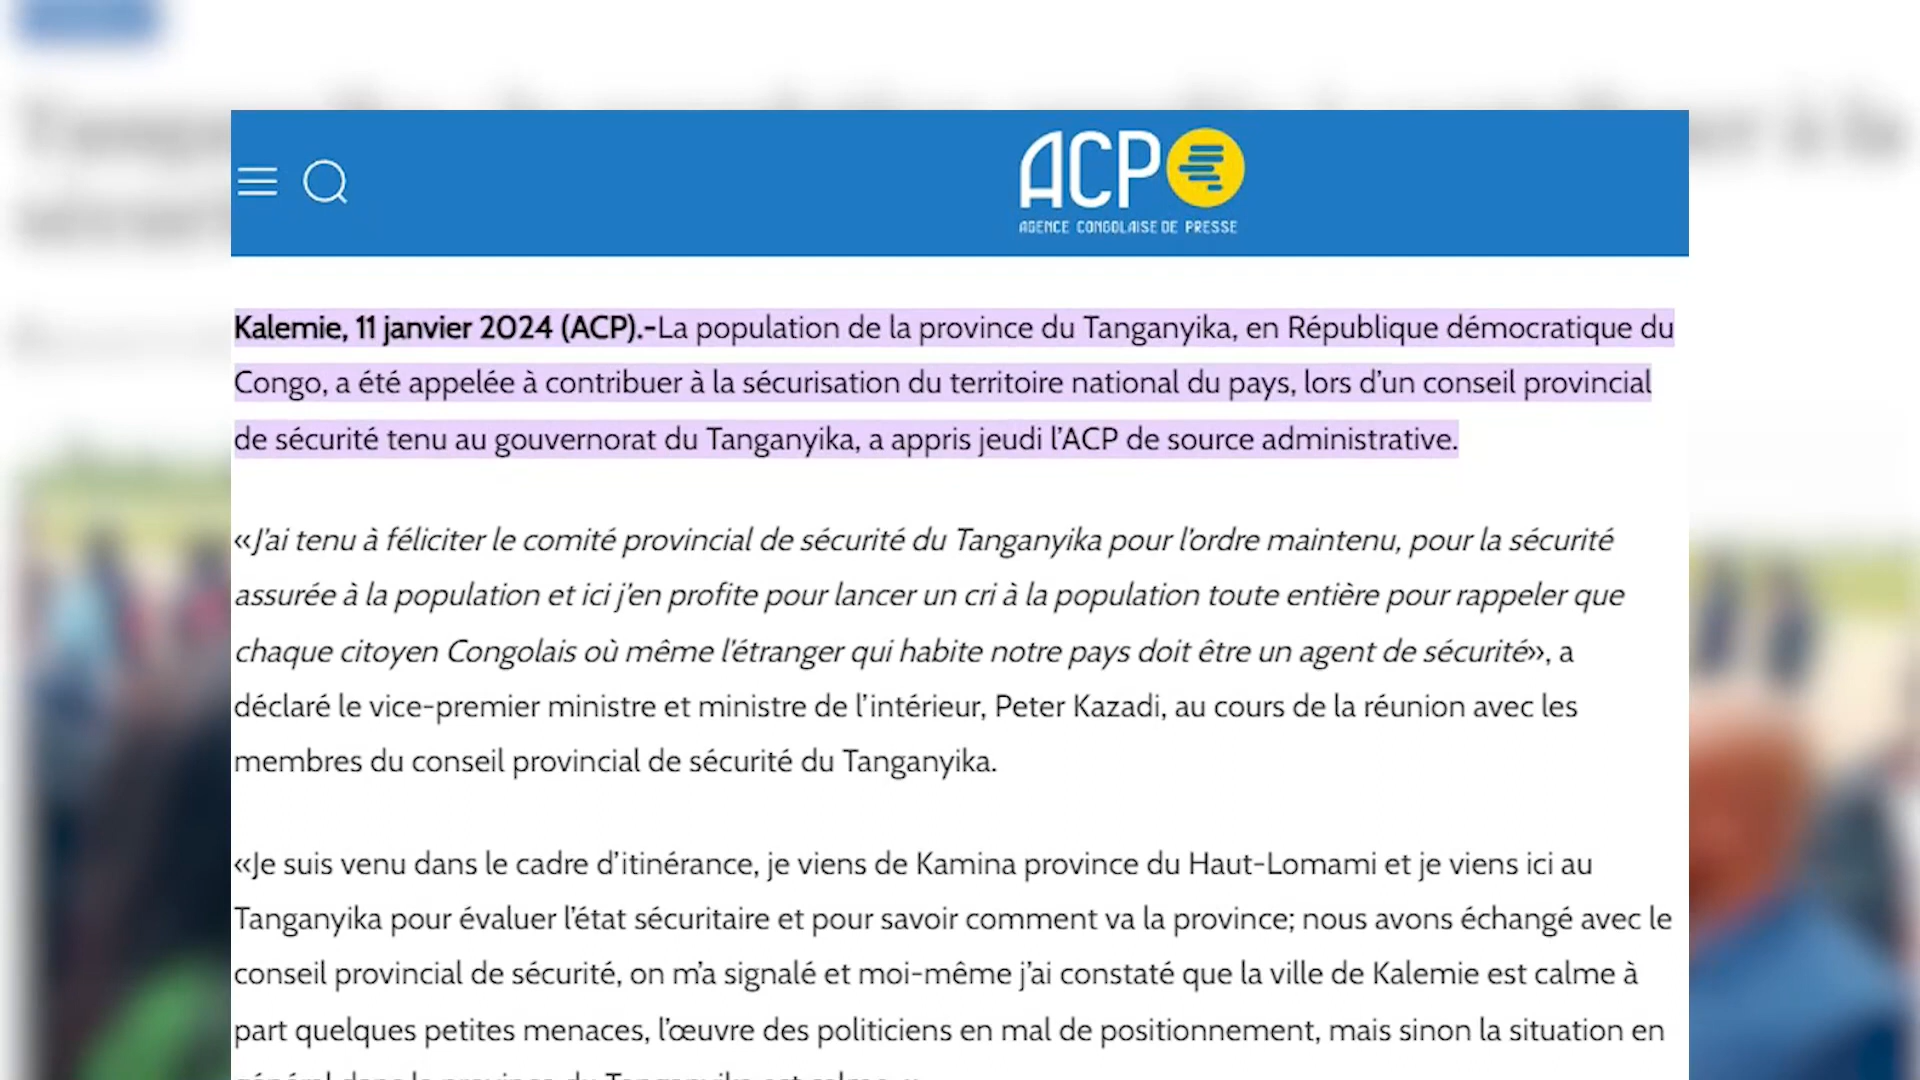 ACP
AGENCE CONGOLAISE DE PRESSE
Kalemie, 11 janvier 2024 (ACP).-La population de la province du Tanganyika, en République démocratique du
Congo, a été appelée à contribuer à la sécurisation du territoire national du pays, lors d’un conseil provincial
de sécurité tenu au gouvernorat du Tanganyika, a appris jeudi l’ACP de source administrative.
«J’ai tenu à féliciter le comité provincial de sécurité du Tanganyika pour l’ordre maintenu, pour la sécurité
assurée à la population et ici j’en profite pour lancer un cri à la population toute entière pour rappeler que
chaque citoyen Congolais où même l’étranger qui habite notre pays doit être un agent de sécurité», a
déclaré le vice-premier ministre et ministre de l’intérieur, Peter Kazadi, au cours de la réunion avec les
membres du conseil provincial de sécurité du Tanganyika.
«Je suis venu dans le cadre d’itinérance, je viens de Kamina province du Haut-Lomami et je viens ici au
Tanganyika pour évaluer l’état sécuritaire et pour savoir comment va la province; nous avons échangé avec le
conseil provincial de sécurité, on m’a signalé et moi-même j’ai constaté que la ville de Kalemie est calme à
part quelques petites menaces, l’œuvre des politiciens en mal de positionnement, mais sinon la situation en